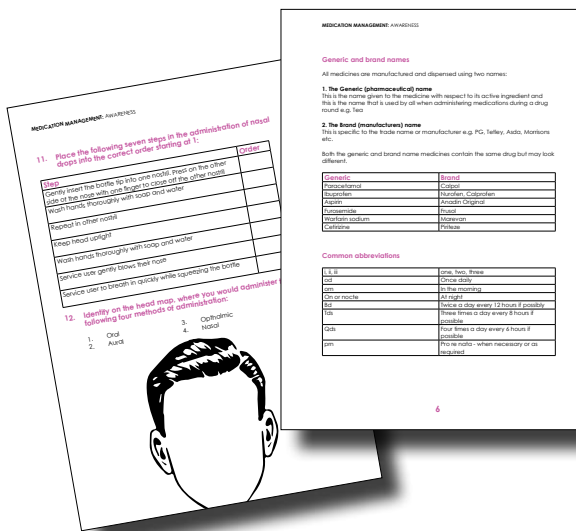 MEDICATION MANAGEMENT: AWARENESS
11. Place the following seven steps in the administration of nasal
drops into the correct order starting at 1:
Step Order
Gently insert the bottle tip into one nostril. Press on the other
side of the nose with one finger to close off the other nostril
Wash hands thoroughly with soap and water
Repeat in other nostril
Keep head upright
Wash hands thoroughly with soap and water
Service user gently blows their nose
Service user to breath in quickly while squeezing the bottle
12. Identify on the head map, where you would administer
following four methods of administration:
1. Oral
2. Aural
3. Opthalmic
4. Nasal
MEDICATION MANAGEMENT: AWARENESS
Generic and brand names
All medicines are manufactured and dispensed using two names:
1. The Generic (pharmaceutical) name
This is the name given to the medicine with respect to its active ingredient and
this is the name that is used by all when administering medications during a drug
round e.g. Tea
2. The Brand (manufacturers) name
This is specific to the trade name or manufacturer e.g. PG, Tetley, Asda, Morrisons
etc.
Both the generic and brand name medicines contain the same drug but may look
different.
Generic Brand
Paracetamol Calpol
Ibuprofen Nurofen, Calprofen
Aspirin Anadin Original
Furosemide Frusol
Warfarin sodium Marevan
Cetirizine Piriteze
Common abbreviations
i, ii, iii one, two, three
od Once daily
om In the morning
On or nocte At night
Bd Twice a day every 12 hours if possibly
Tds Three times a day every 8 hours if
possible
Qds Four times a day every 6 hours if
possible
prn Pro re nata - when necessary or as
required
6